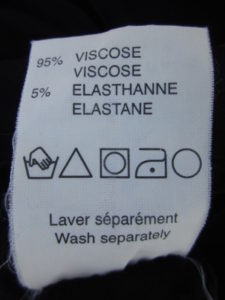 95% VISCOSE
VISCOSE
5% ELASTHANNE
ELASTANE
Laver séparément
Wash separately